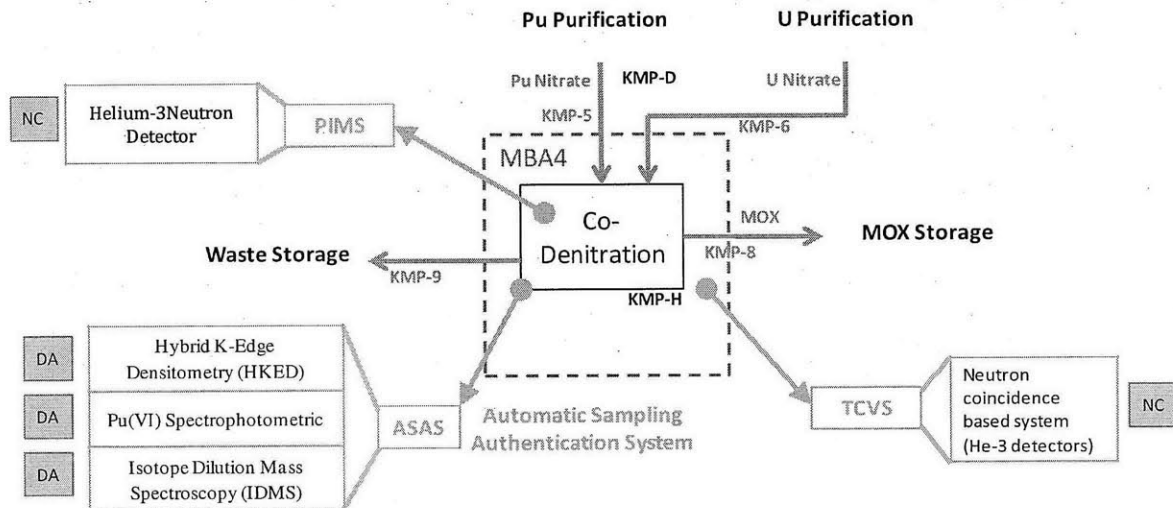 Pu Purification
U Purification
Pu Nitrate
KMP-D
U Nitrate
KMP-5
KMP-6
NC
Helium-3Neutron
Detector
PIMS
MBA4
Co-
Denitration
MOX
KMP-8
MOX Storage
Waste Storage
KMP-9
KMP-H
DA
Hybrid K-Edge
Densitometry (HKED)
DA
Pu(VI) Spectrophotometric
DA
Isotope Dilution Mass
Spectroscopy (IDMS)
ASAS
Automatic Sampling
Authentication System
TCVS
Neutron
coincidence
based system
(He-3 detectors)
NC